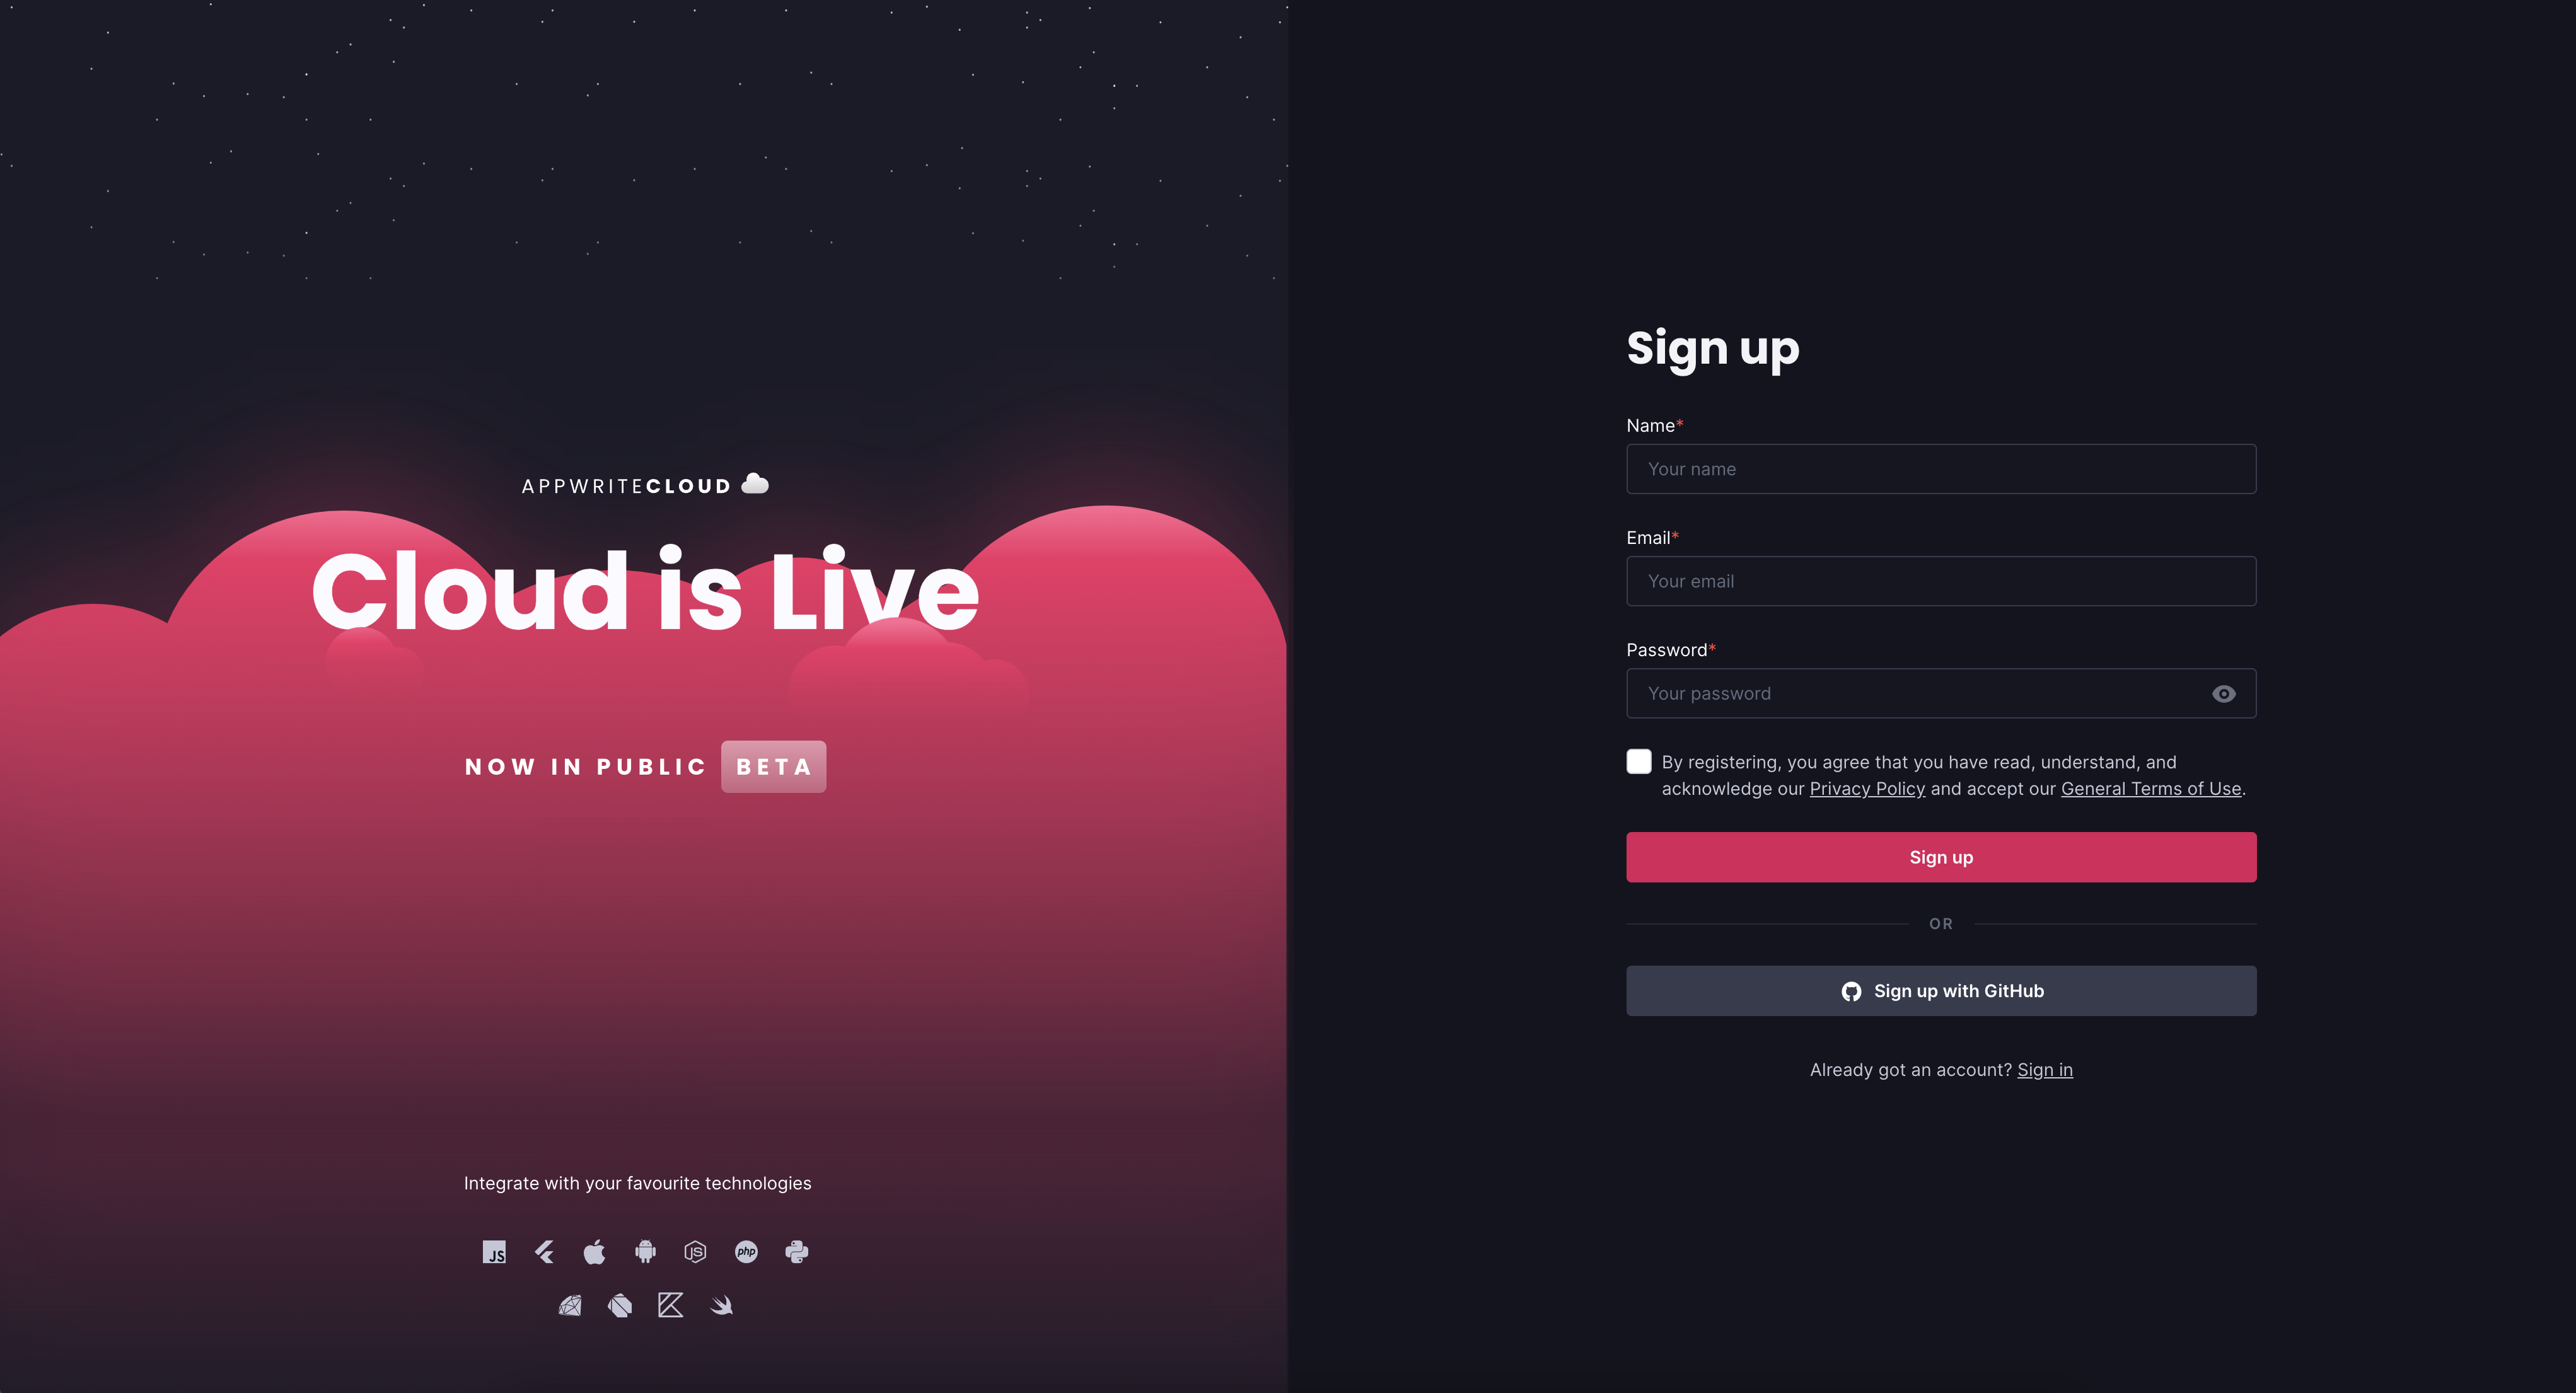 APPWRITECLOUD
Cloud is Live
NOW IN PUBLIC BETA
Integrate with your favourite technologies
JS
JS
php
Sign up
Name*
Your name
Email*
Your email
Password*
Your password
By registering, you agree that you have read, understand, and
acknowledge our Privacy Policy and accept our General Terms of Use.
Sign up
OR
Sign up with GitHub
Already got an account? Sign in